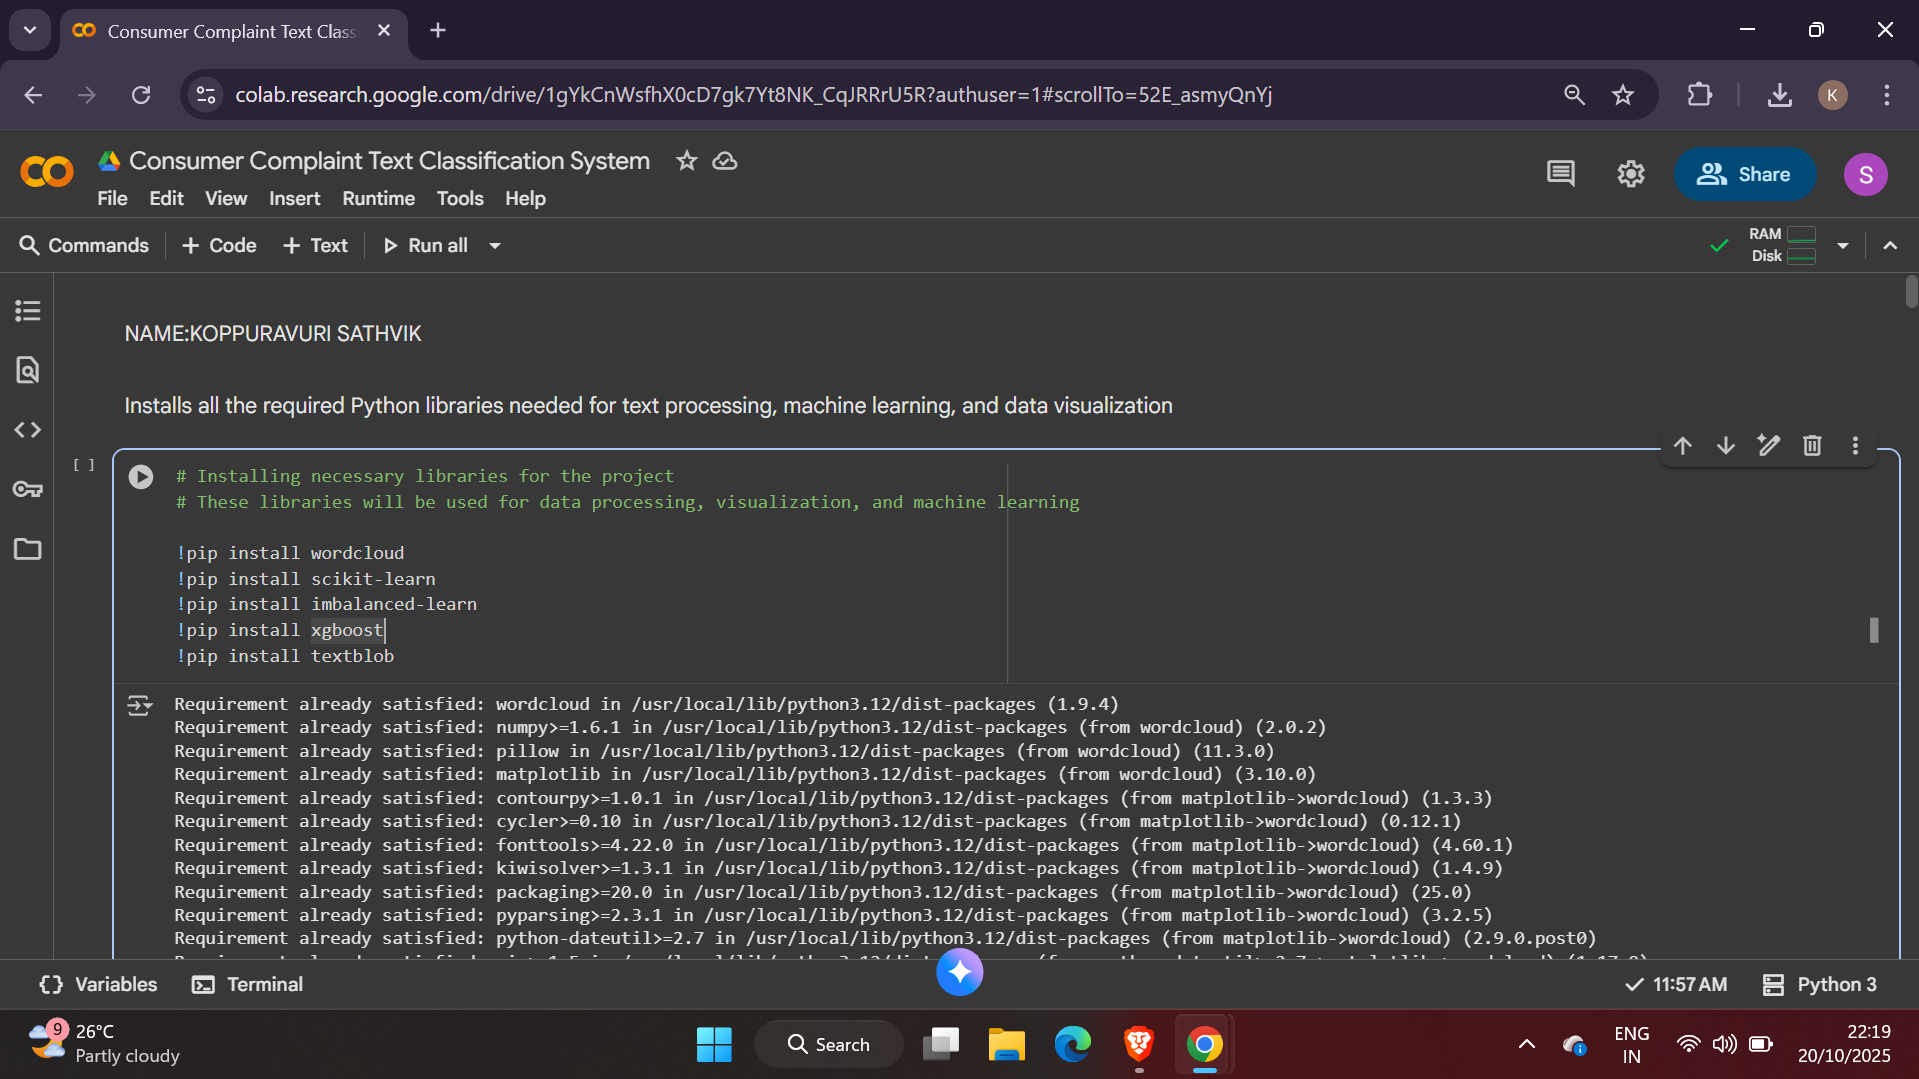 Consumer Complaint Text Class
colab.research.google.com/drive/1gYkCnWsfhX0cD7gk7Yt8NK_CqJRRrU5R?authuser=1#scrollTo=52E_asmyQnYj
K
Consumer Complaint Text Classification System
File Edit View Insert Runtime Tools Help
Share
S
Commands + Code + Text Run all
RAM
Disk
NAME:KOPPURAVURI SATHVIK
Installs all the required Python libraries needed for text processing, machine learning, and data visualization
[ ]
# Installing necessary libraries for the project
# These libraries will be used for data processing, visualization, and machine learning
!pip install wordcloud
!pip install scikit-learn
!pip install imbalanced-learn
!pip install xgboost
!pip install textblob
Requirement already satisfied: wordcloud in /usr/local/lib/python3.12/dist-packages (1.9.4)
Requirement already satisfied: numpy>=1.6.1 in /usr/local/lib/python3.12/dist-packages (from wordcloud) (2.0.2)
Requirement already satisfied: pillow in /usr/local/lib/python3.12/dist-packages (from wordcloud) (11.3.0)
Requirement already satisfied: matplotlib in /usr/local/lib/python3.12/dist-packages (from wordcloud) (3.10.0)
Requirement already satisfied: contourpy>=1.0.1 in /usr/local/lib/python3.12/dist-packages (from matplotlib->wordcloud) (1.3.3)
Requirement already satisfied: cycler>=0.10 in /usr/local/lib/python3.12/dist-packages (from matplotlib->wordcloud) (0.12.1)
Requirement already satisfied: fonttools>=4.22.0 in /usr/local/lib/python3.12/dist-packages (from matplotlib->wordcloud) (4.60.1)
Requirement already satisfied: kiwisolver>=1.3.1 in /usr/local/lib/python3.12/dist-packages (from matplotlib->wordcloud) (1.4.9)
Requirement already satisfied: packaging>=20.0 in /usr/local/lib/python3.12/dist-packages (from matplotlib->wordcloud) (25.0)
Requirement already satisfied: pyparsing>=2.3.1 in /usr/local/lib/python3.12/dist-packages (from matplotlib->wordcloud) (3.2.5)
Requirement already satisfied: python-dateutil>=2.7 in /usr/local/lib/python3.12/dist-packages (from matplotlib->wordcloud) (2.9.0.post0)
Variables Terminal
11:57 AM Python 3
9
26°C
Partly cloudy
Search
ENG
IN
22:19
20/10/2025